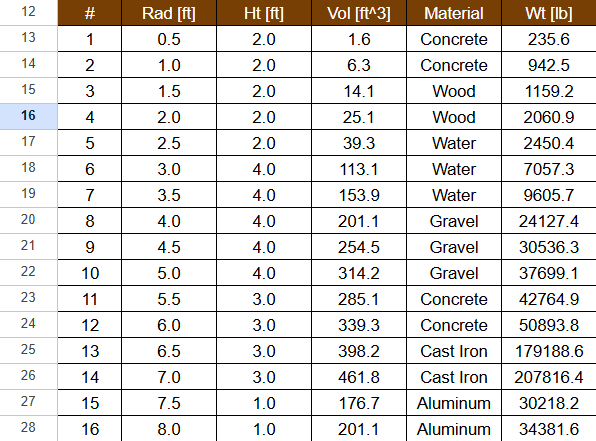 12 # Rad [ft] Ht [ft] Vol [ft^3] Material Wt [lb]
13 1 0.5 2.0 1.6 Concrete 235.6
14 2 1.0 2.0 6.3 Concrete 942.5
15 3 1.5 2.0 14.1 Wood 1159.2
16 4 2.0 2.0 25.1 Wood 2060.9
17 5 2.5 2.0 39.3 Water 2450.4
18 6 3.0 4.0 113.1 Water 7057.3
19 7 3.5 4.0 153.9 Water 9605.7
20 8 4.0 4.0 201.1 Gravel 24127.4
21 9 4.5 4.0 254.5 Gravel 30536.3
22 10 5.0 4.0 314.2 Gravel 37699.1
23 11 5.5 3.0 285.1 Concrete 42764.9
24 12 6.0 3.0 339.3 Concrete 50893.8
25 13 6.5 3.0 398.2 Cast Iron 179188.6
26 14 7.0 3.0 461.8 Cast Iron 207816.4
27 15 7.5 1.0 176.7 Aluminum 30218.2
28 16 8.0 1.0 201.1 Aluminum 34381.6